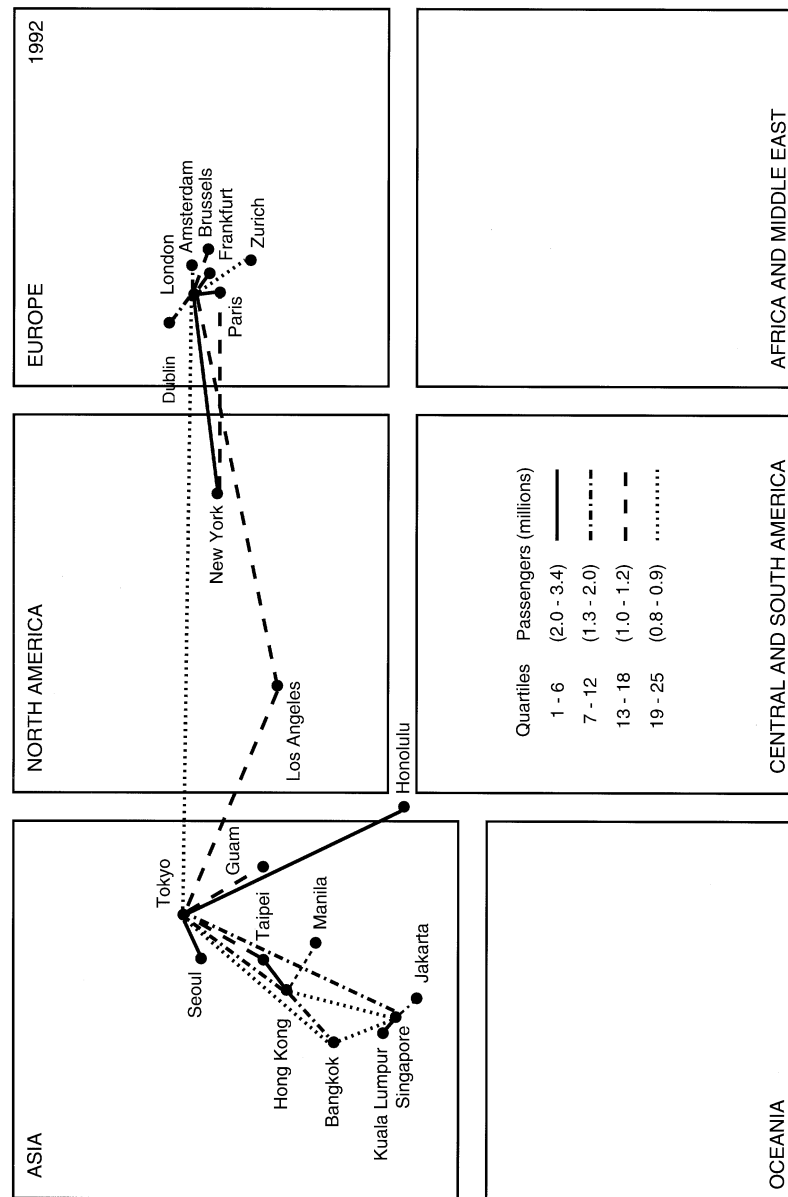 1992
ASIA
NORTH AMERICA
EUROPE
Tokyo
Seoul
Guam
Taipei
Manila
Hong Kong
Bangkok
Kuala Lumpur
Singapore
Jakarta
Honolulu
Los Angeles
New York
Dublin
London
Amsterdam
Brussels
Frankfurt
Zurich
Paris
Quartiles Passengers (millions)
1 - 6 (2.0 - 3.4)
7 - 12 (1.3 - 2.0)
13 - 18 (1.0 - 1.2)
19 - 25 (0.8 - 0.9)
OCEANIA
CENTRAL AND SOUTH AMERICA
AFRICA AND MIDDLE EAST